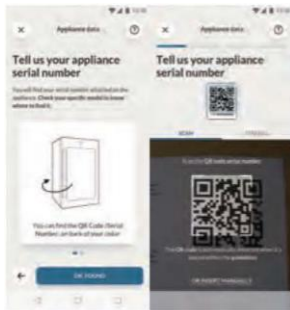 Appliance data
Tell us your appliance
serial number
You will find your serial number attached on the
appliance. Check your specific model to know
where to find it.
You can find the QR Code (Serial
Number) on back of your
OK, FOUND
Appliance data
Tell us your appliance
serial number
SCAN
Scan the QR code serial number
OR INSERT MANUALLY